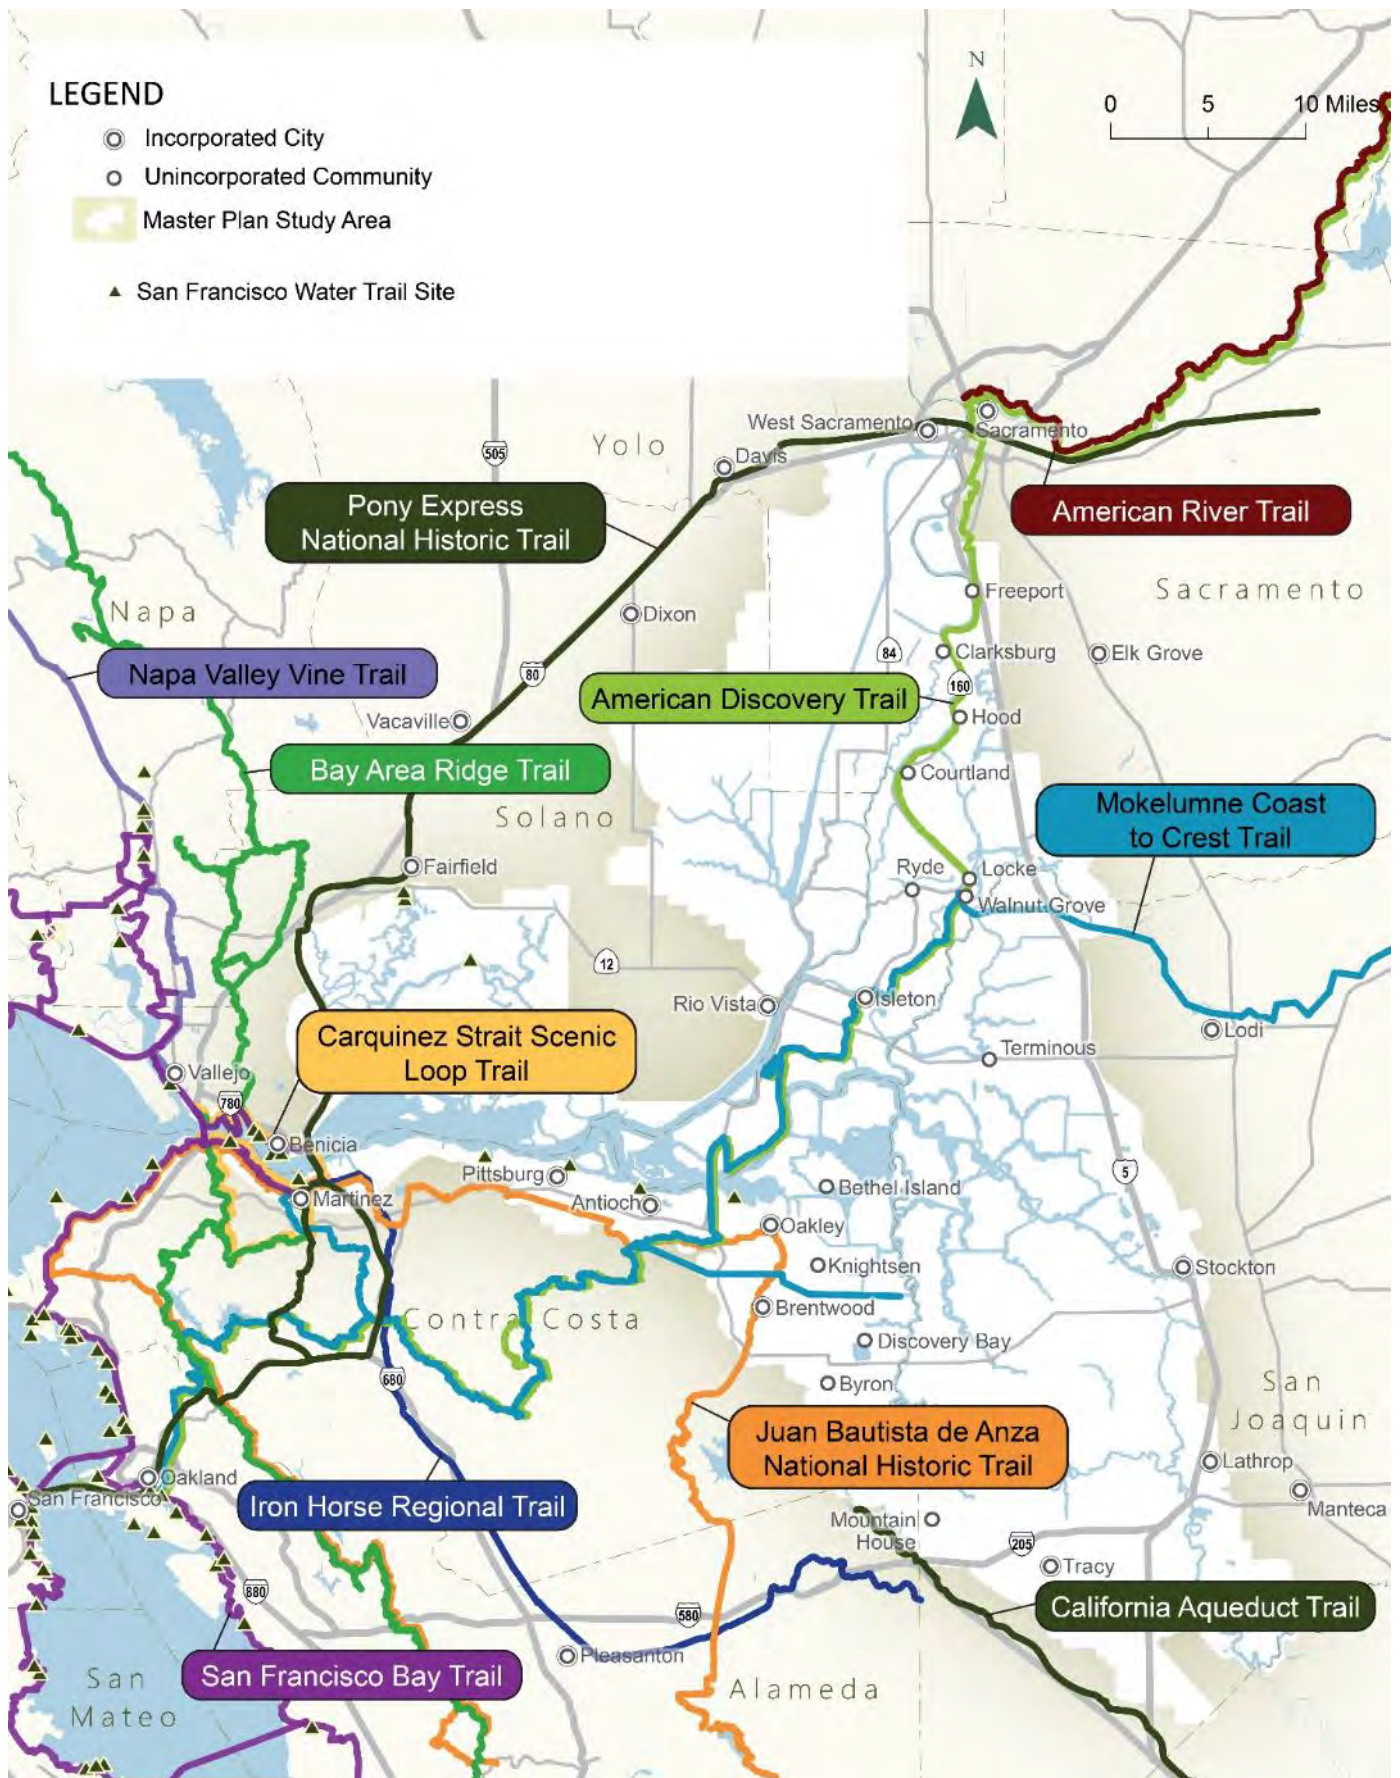 N
0 5 10 Miles
LEGEND
Incorporated City
Unincorporated Community
Master Plan Study Area
San Francisco Water Trail Site
West Sacramento
Sacramento
Yolo
505
Davis
Pony Express
National Historic Trail
American River Trail
Freeport
Sacramento
Napa
Dixon
84
Clarksburg
Elk Grove
Napa Valley Vine Trail
80
American Discovery Trail
160
Hood
Vacaville
Bay Area Ridge Trail
Courtland
Solano
Mokelumne Coast
to Crest Trail
Fairfield
Ryde
Locke
Walnut Grove
12
Rio Vista
Isleton
Lodi
Carquinez Strait Scenic
Loop Trail
Terminous
Vallejo
780
Benicia
5
Pittsburg
Martinez
Antioch
Bethel Island
Oakley
Knightsen
Stockton
Contra Costa
Brentwood
Discovery Bay
680
Byron
San
Joaquin
Juan Bautista de Anza
National Historic Trail
Lathrop
Oakland
San Francisco
Iron Horse Regional Trail
Manteca
Mountain
House
205
Tracy
880
580
California Aqueduct Trail
Pleasanton
San Francisco Bay Trail
San
Mateo
Alameda